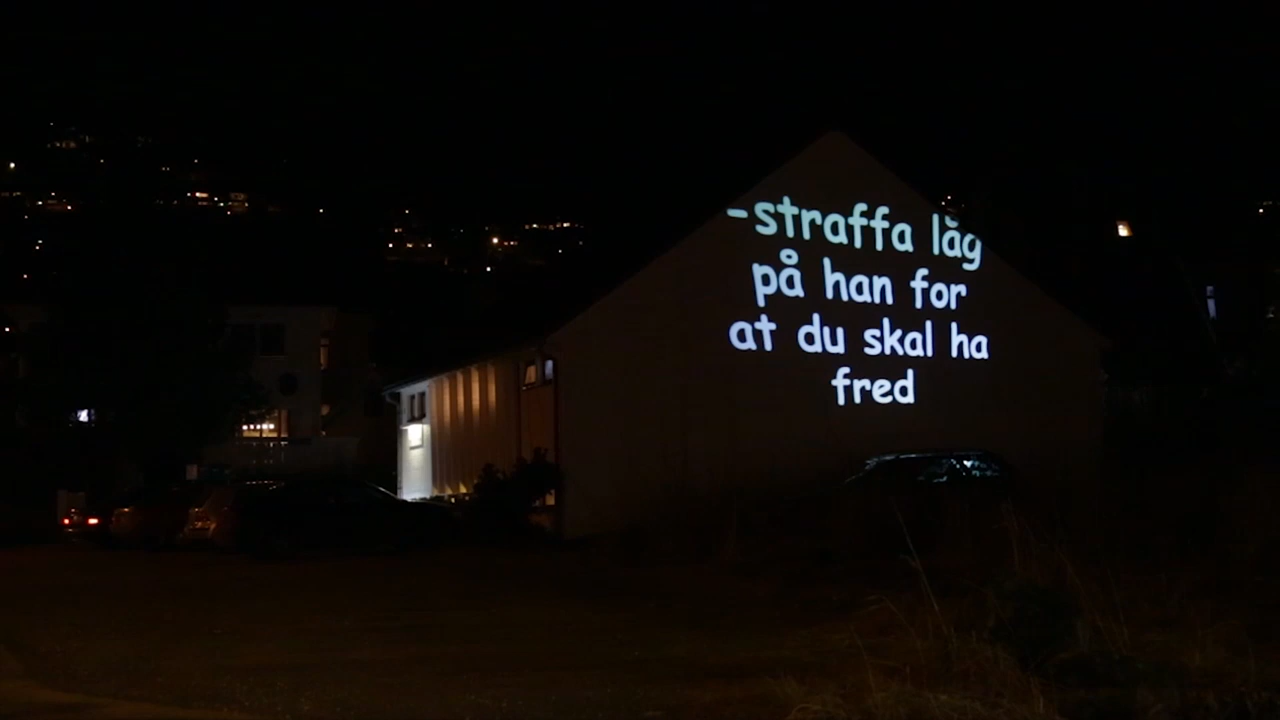 -straffa låg
på han for
at du skal ha
fred